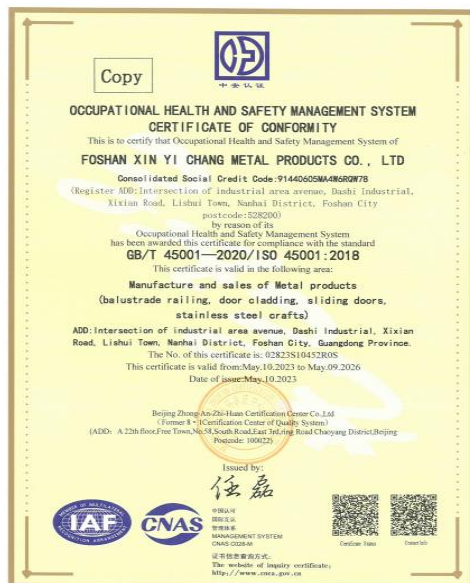 Copy
中安认证
OCCUPATIONAL HEALTH AND SAFETY MANAGEMENT SYSTEM
CERTIFICATE OF CONFORMITY
This is to certify that Occupational Health and Safety Management System of
FOSHAN XIN YI CHANG METAL PRODUCTS CO., LTD
Consolidated Social Credit Code:91440605MA4W6RQW78
(Register ADD:Intersection of industrial area avenue, Dashi Industrial,
Xixian Road, Lishui Town, Nanhai District, Foshan City
postcode:528200)
by reason of its
Occupational Health and Safety Management System
has been awarded this certificate for compliance with the standard
GB/T 45001—2020/ISO 45001:2018
This certificate is valid in the following area:
Manufacture and sales of Metal products
(balustrade railing, door cladding, sliding doors,
stainless steel crafts)
ADD:Intersection of industrial area avenue, Dashi Industrial, Xixian
Road, Lishui Town, Nanhai District, Foshan City, Guangdong Province.
The No. of this certificate is: 02823S10452R0S
This certificate is valid from:May.10.2023 to May.09.2026
Date of issue:May.10.2023
Beijing Zhong-An-Zhi-Huan Certification Center Co.,Ltd
(Former 8·1Certification Center of Quality System)
(ADD: A 22th floor,Free Town,No.58,South Road,East 3rd,ring Road Chaoyang District,Beijing
Postcode: 100022)
Issued by:
任磊
MEMBER OF MULTILATERAL
RECOGNITION ARRANGEMENT
IAF
CNAS
中国认可
国际互认
管理体系
MANAGEMENT SYSTEM
CNAS C028-M
Certificate Status
证书信息查询方式:
The website of inquiry certificate:
http://www.cnca.gov.cn